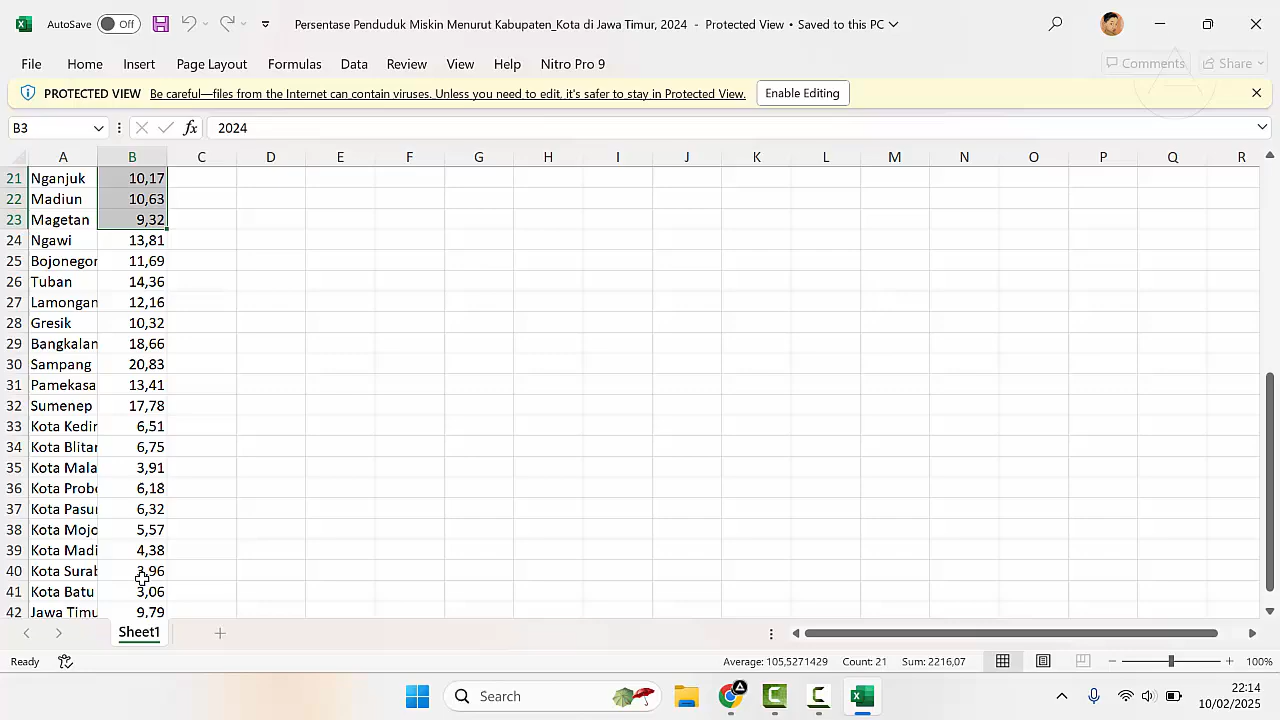 AutoSave Off Persentase Penduduk Miskin Menurut Kabupaten_Kota di Jawa Timur, 2024 - Protected View • Saved to this PC
File Home Insert Page Layout Formulas Data Review View Help Nitro Pro 9 Comments Share
PROTECTED VIEW Be careful—files from the Internet can contain viruses. Unless you need to edit, it's safer to stay in Protected View. Enable Editing
B3 fx 2024
A B C D E F G H I J K L M N O P Q R
21 Nganjuk 10,17
22 Madiun 10,63
23 Magetan 9,32
24 Ngawi 13,81
25 Bojonegor 11,69
26 Tuban 14,36
27 Lamongan 12,16
28 Gresik 10,32
29 Bangkalan 18,66
30 Sampang 20,83
31 Pamekasa 13,41
32 Sumenep 17,78
33 Kota Kedir 6,51
34 Kota Blitar 6,75
35 Kota Mala 3,91
36 Kota Probo 6,18
37 Kota Pasur 6,32
38 Kota Mojo 5,57
39 Kota Madi 4,38
40 Kota Surab 3,96
41 Kota Batu 3,06
42 Jawa Timu 9,79
Sheet1
Ready Average: 105,5271429 Count: 21 Sum: 2216,07 100%
Search 22:14
10/02/2025